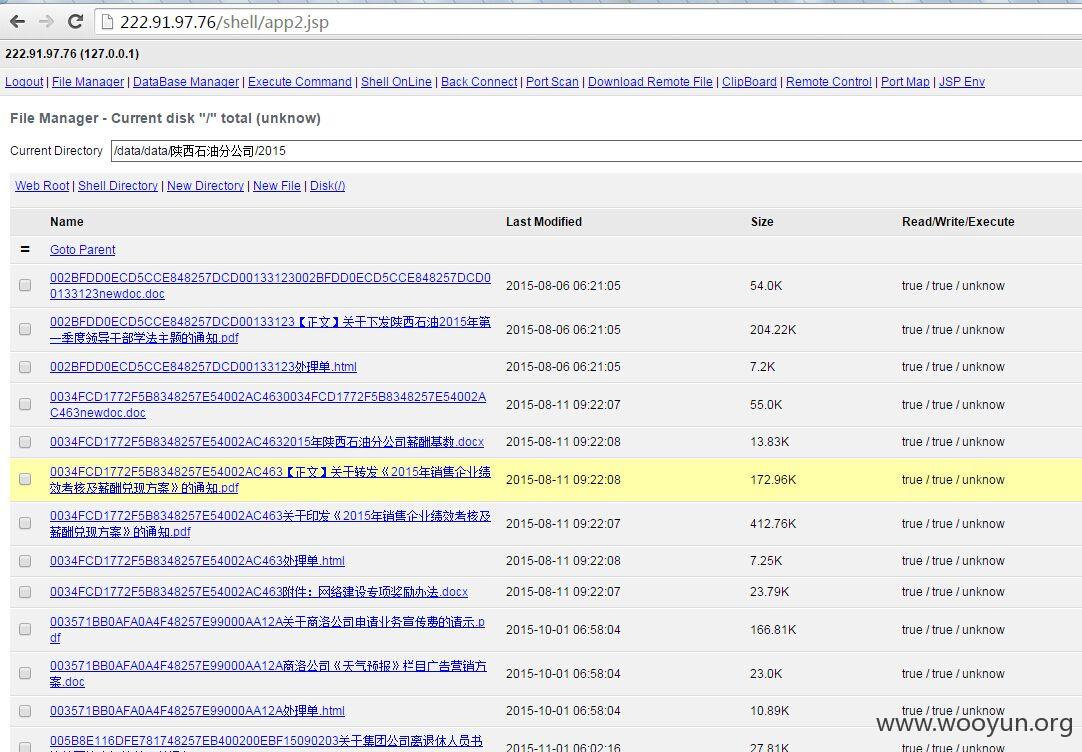 222.91.97.76/shell/app2.jsp
222.91.97.76 (127.0.0.1)
Logout | File Manager | DataBase Manager | Execute Command | Shell OnLine | Back Connect | Port Scan | Download Remote File | ClipBoard | Remote Control | Port Map | JSP Env
File Manager - Current disk "/" total (unknow)
Current Directory /data/data/陕西石油分公司/2015
Web Root | Shell Directory | New Directory | New File | Disk(/)
Name Last Modified Size Read/Write/Execute
= Goto Parent
002BFDD0ECD5CCE848257DCD00133123002BFDD0ECD5CCE848257DCD0
0133123newdoc.doc 2015-08-06 06:21:05 54.0K true / true / unknow
002BFDD0ECD5CCE848257DCD00133123【正文】关于下发陕西石油2015年第
一季度领导干部学法主题的通知.pdf 2015-08-06 06:21:05 204.22K true / true / unknow
002BFDD0ECD5CCE848257DCD00133123处理单.html 2015-08-06 06:21:05 7.2K true / true / unknow
0034FCD1772F5B8348257E54002AC4630034FCD1772F5B8348257E54002A
C463newdoc.doc 2015-08-11 09:22:07 55.0K true / true / unknow
0034FCD1772F5B8348257E54002AC4632015年陕西石油分公司薪酬基数.docx 2015-08-11 09:22:08 13.83K true / true / unknow
0034FCD1772F5B8348257E54002AC463【正文】关于转发《2015年销售企业绩
效考核及薪酬兑现方案》的通知.pdf 2015-08-11 09:22:08 172.96K true / true / unknow
0034FCD1772F5B8348257E54002AC463关于印发《2015年销售企业绩效考核及
薪酬兑现方案》的通知.pdf 2015-08-11 09:22:07 412.76K true / true / unknow
0034FCD1772F5B8348257E54002AC463处理单.html 2015-08-11 09:22:07 7.25K true / true / unknow
0034FCD1772F5B8348257E54002AC463附件：网络建设专项奖励办法.docx 2015-08-11 09:22:07 23.79K true / true / unknow
003571BB0AFA0A4F48257E99000AA12A关于商洛公司申请业务宣传费的请示.p
df 2015-10-01 06:58:04 166.81K true / true / unknow
003571BB0AFA0A4F48257E99000AA12A商洛公司《天气预报》栏目广告营销方
案.doc 2015-10-01 06:58:04 23.0K true / true / unknow
003571BB0AFA0A4F48257E99000AA12A处理单.html 2015-10-01 06:58:04 10.89K true / true / unknow
005B8E116DFE781748257EB400200EBF15090203关于集团公司离退休人员书 2015-11-01 06:02:16 27.81K true / true / unknow
www.wooyun.org